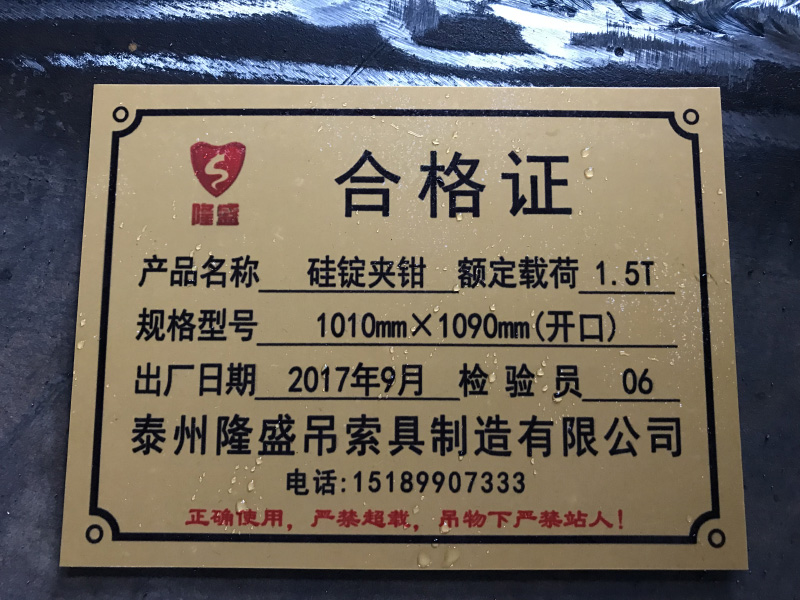 隆盛
合格证
产品名称 硅锭夹钳 额定载荷 1.5T
规格型号 1010mm×1090mm(开口)
出厂日期 2017年9月 检验员 06
泰州隆盛吊索具制造有限公司
电话:15189907333
正确使用，严禁超载，吊物下严禁站人！